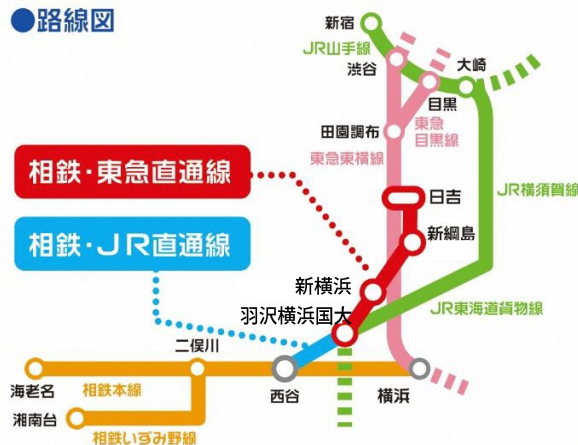 ●路線図
新宿
JR山手線
渋谷
大崎
目黒
田園調布
東急
目黒線
東急東横線
相鉄・東急直通線
日吉
JR横須賀線
新綱島
相鉄・JR直通線
新横浜
羽沢横浜国大
JR東海道貨物線
二俣川
海老名
相鉄本線
西谷
横浜
湘南台
相鉄いずみ野線